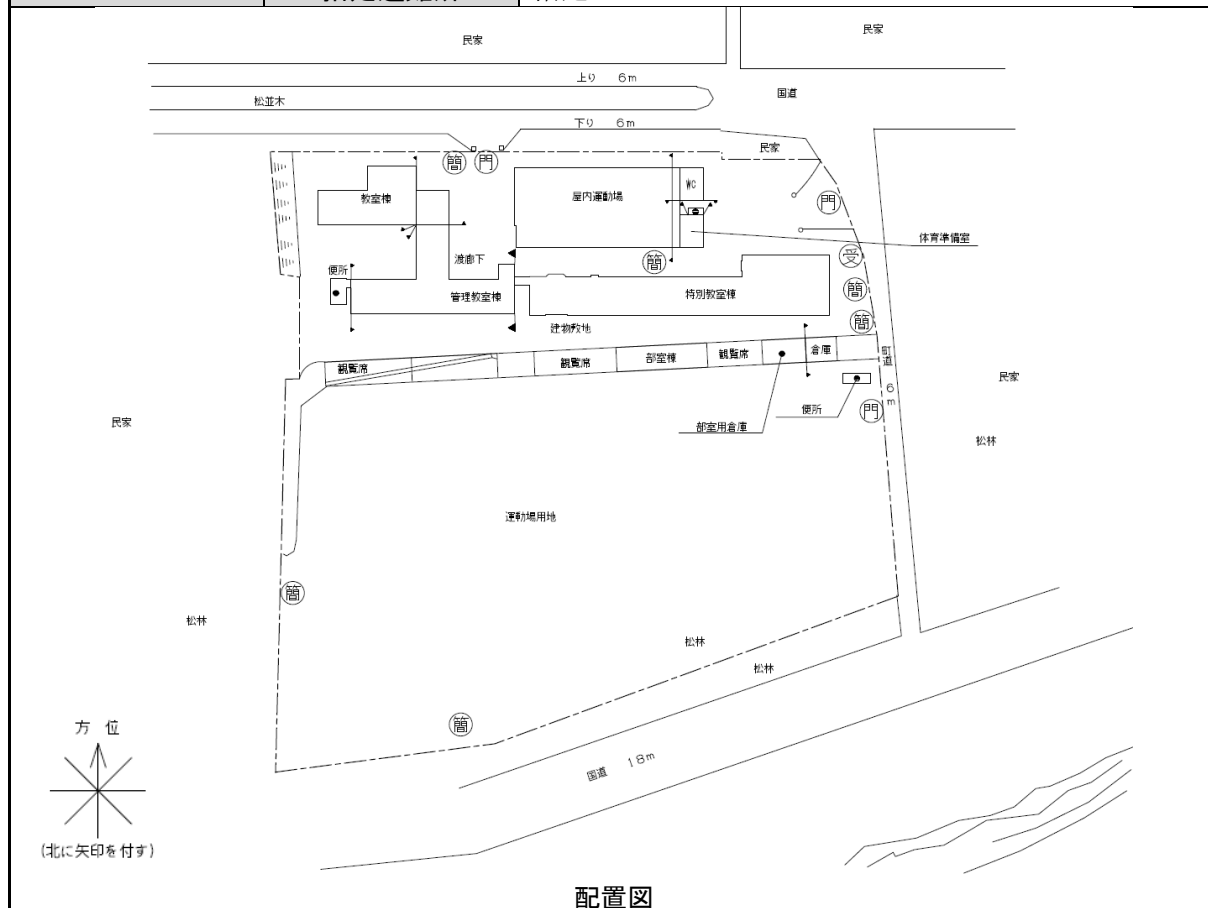 民家
民家
上り 6m
国道
松並木
下り 6m
民家
簡
門
教室棟
屋内運動場
WC
門
体育準備室
受
渡廊下
簡
便所
管理教室棟
特別教室棟
簡
簡
建物敷地
町道 6m
観覧席
観覧席
部室棟
観覧席
倉庫
民家
便所
門
民家
部室用倉庫
松林
運動場用地
簡
松林
松林
松林
簡
方位
国道 18m
(北に矢印を付す)
配置図